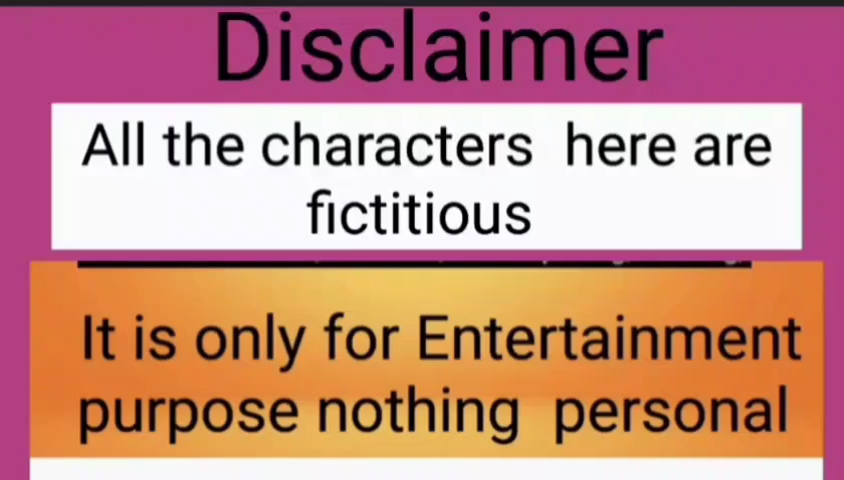 Disclaimer
All the characters here are
fictitious
It is only for Entertainment
purpose nothing personal